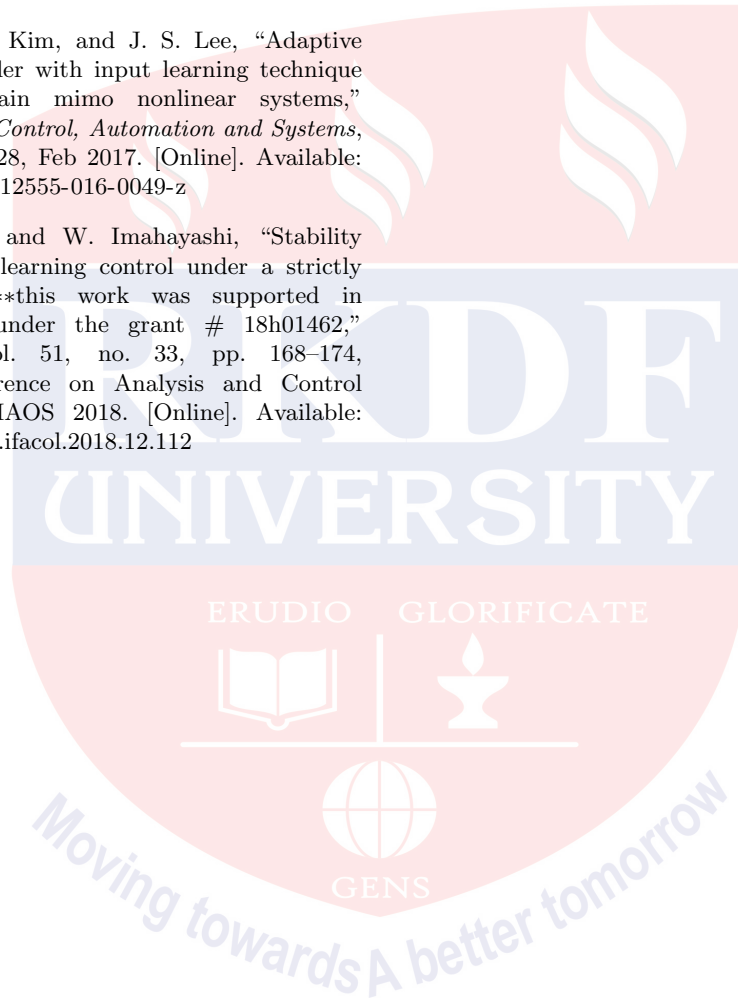 Kim, and J. S. Lee, “Adaptive
ler with input learning technique
ain mimo nonlinear systems,”
Control, Automation and Systems,
28, Feb 2017. [Online]. Available:
12555-016-0049-z
and W. Imahayashi, “Stability
learning control under a strictly
∗∗this work was supported in
under the grant # 18h01462,”
ol. 51, no. 33, pp. 168–174,
rence on Analysis and Control
HAOS 2018. [Online]. Available:
.ifacol.2018.12.112
RKDF
UNIVERSITY
ERUDIO GLORIFICATE
GENS
Moving towards A better tomorrow